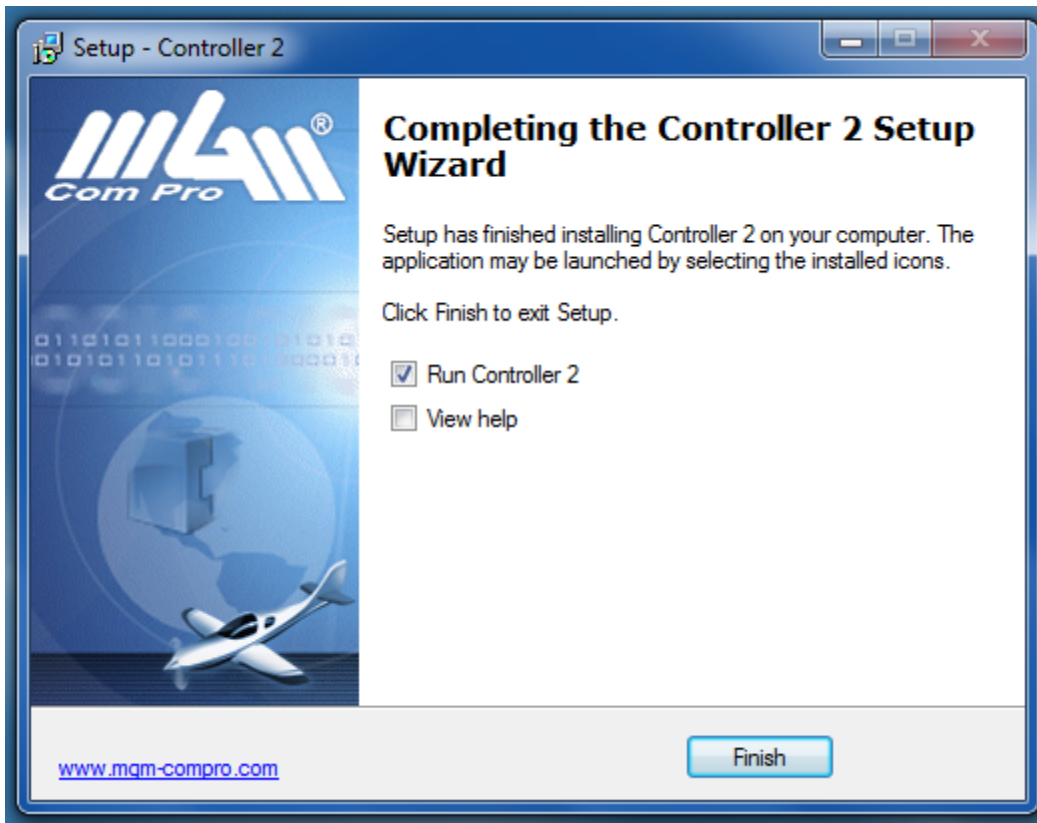 Setup - Controller 2
mgm®
Com Pro
Completing the Controller 2 Setup
Wizard
Setup has finished installing Controller 2 on your computer. The
application may be launched by selecting the installed icons.
Click Finish to exit Setup.
Run Controller 2
View help
www.mgm-compro.com
Finish